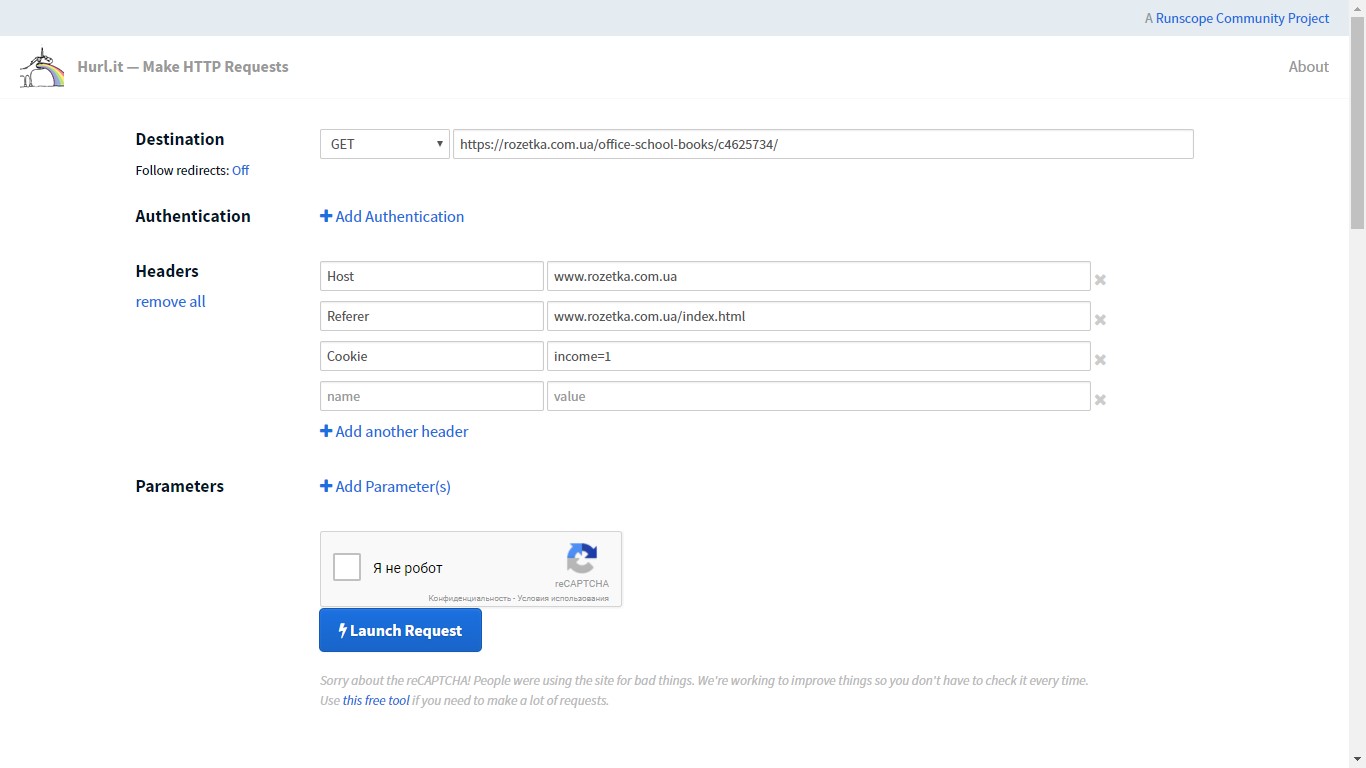 A Runscope Community Project
Hurl.it — Make HTTP Requests
About
Destination
GET
https://rozetka.com.ua/office-school-books/c4625734/
Follow redirects: Off
Authentication
Add Authentication
Headers
Host
www.rozetka.com.ua
remove all
Referer
www.rozetka.com.ua/index.html
Cookie
income=1
name
value
Add another header
Parameters
Add Parameter(s)
Я не робот
reCAPTCHA
Конфиденциальность - Условия использования
Launch Request
Sorry about the reCAPTCHA! People were using the site for bad things. We're working to improve things so you don't have to check it every time.
Use this free tool if you need to make a lot of requests.